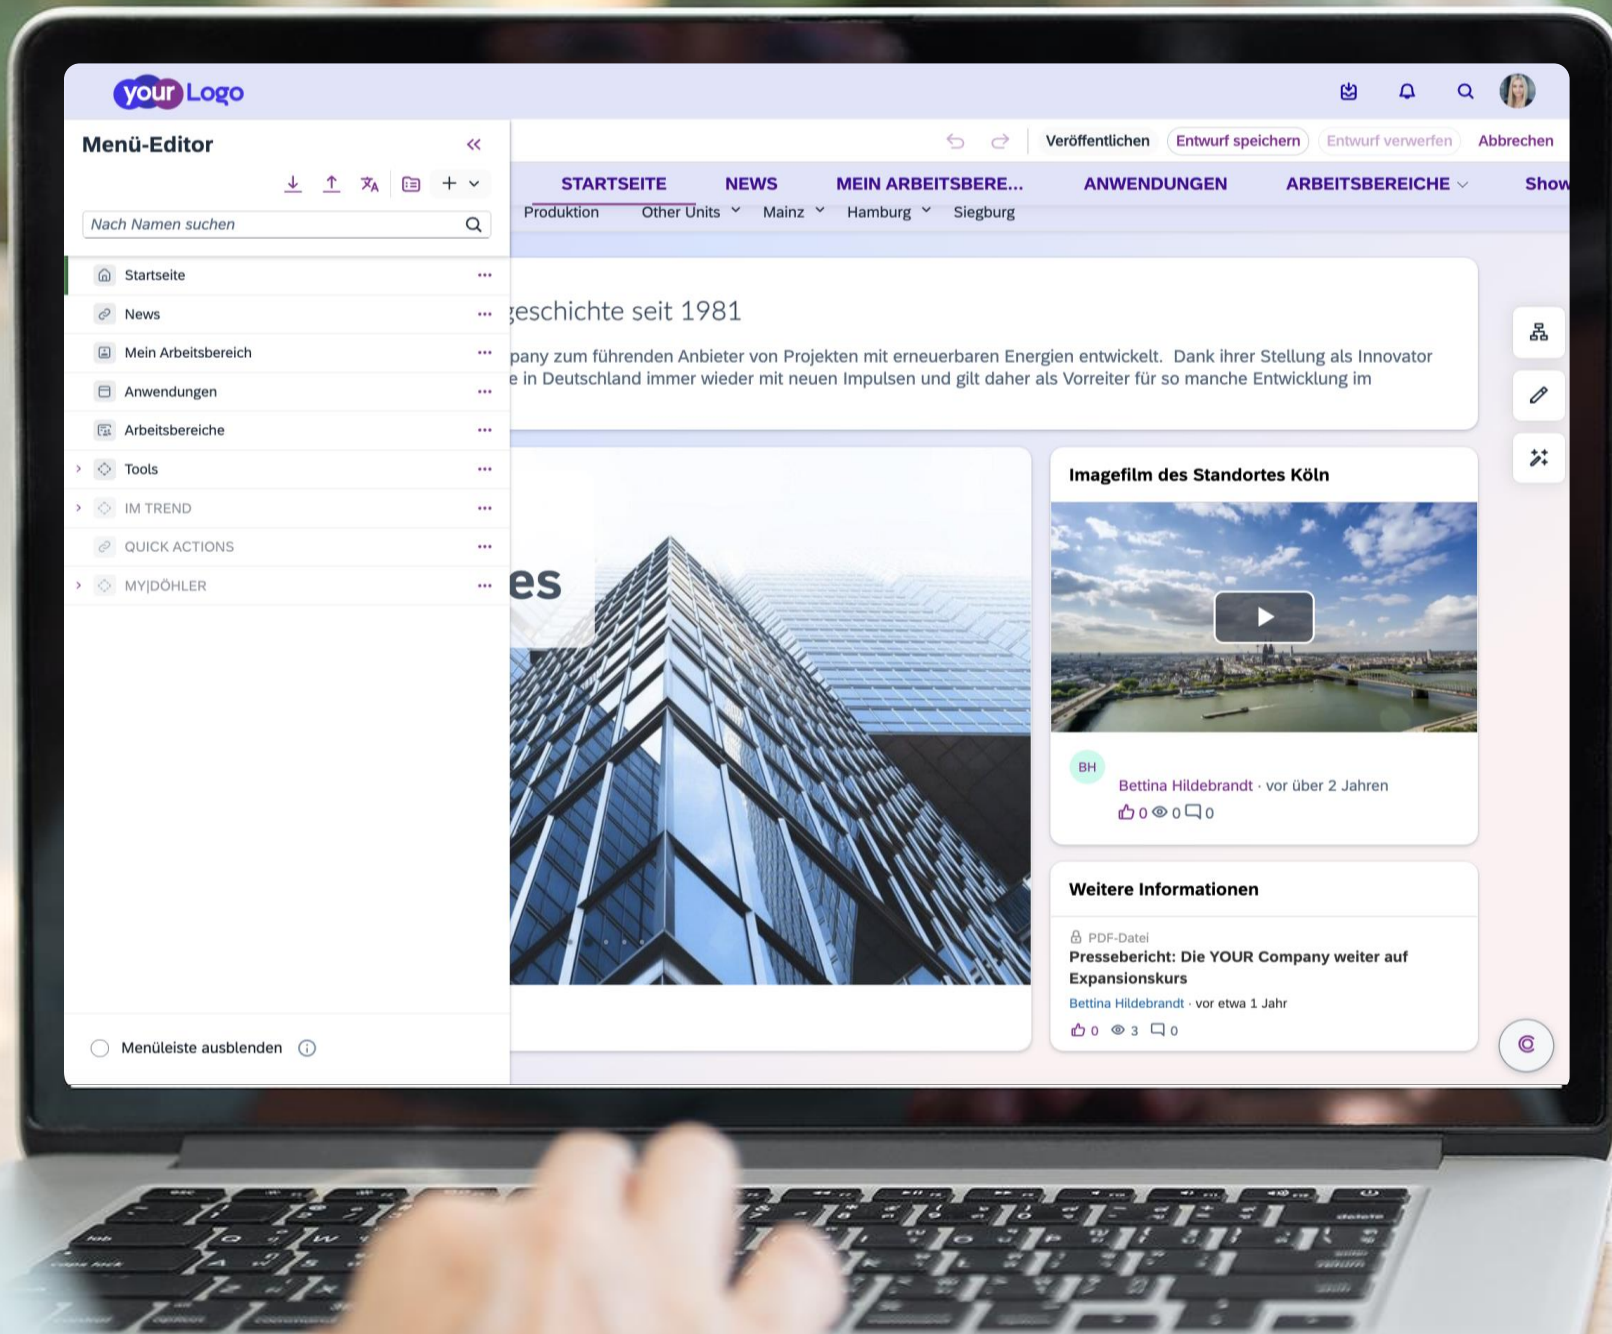 your Logo
Menü-Editor
Veröffentlichen
Entwurf speichern
Entwurf verwerfen
Abbrechen
STARTSEITE
NEWS
MEIN ARBEITSBERE...
ANWENDUNGEN
ARBEITSBEREICHE
Show
Produktion
Other Units
Mainz
Hamburg
Siegburg
Nach Namen suchen
Startseite
News
Mein Arbeitsbereich
Anwendungen
Arbeitsbereiche
Tools
IM TREND
QUICK ACTIONS
MY|DÖHLER
Menüleiste ausblenden
geschichte seit 1981
pany zum führenden Anbieter von Projekten mit erneuerbaren Energien entwickelt. Dank ihrer Stellung als Innovator
e in Deutschland immer wieder mit neuen Impulsen und gilt daher als Vorreiter für so manche Entwicklung im
es
Imagefilm des Standortes Köln
BH
Bettina Hildebrandt · vor über 2 Jahren
0 0 0
Weitere Informationen
PDF-Datei
Pressebericht: Die YOUR Company weiter auf
Expansionskurs
Bettina Hildebrandt · vor etwa 1 Jahr
0 3 0
esc
delete
tab
Q
W
caps lock
A
S